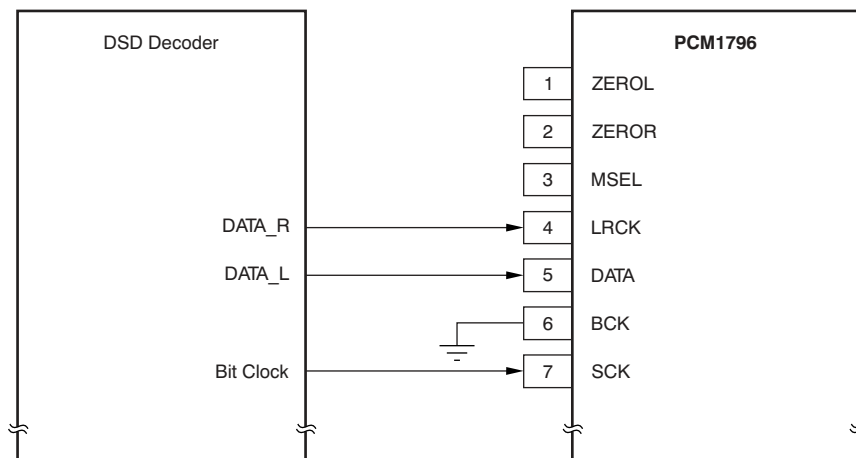 DSD Decoder
PCM1796
1 ZEROL
2 ZEROR
3 MSEL
DATA_R 4 LRCK
DATA_L 5 DATA
6 BCK
Bit Clock 7 SCK